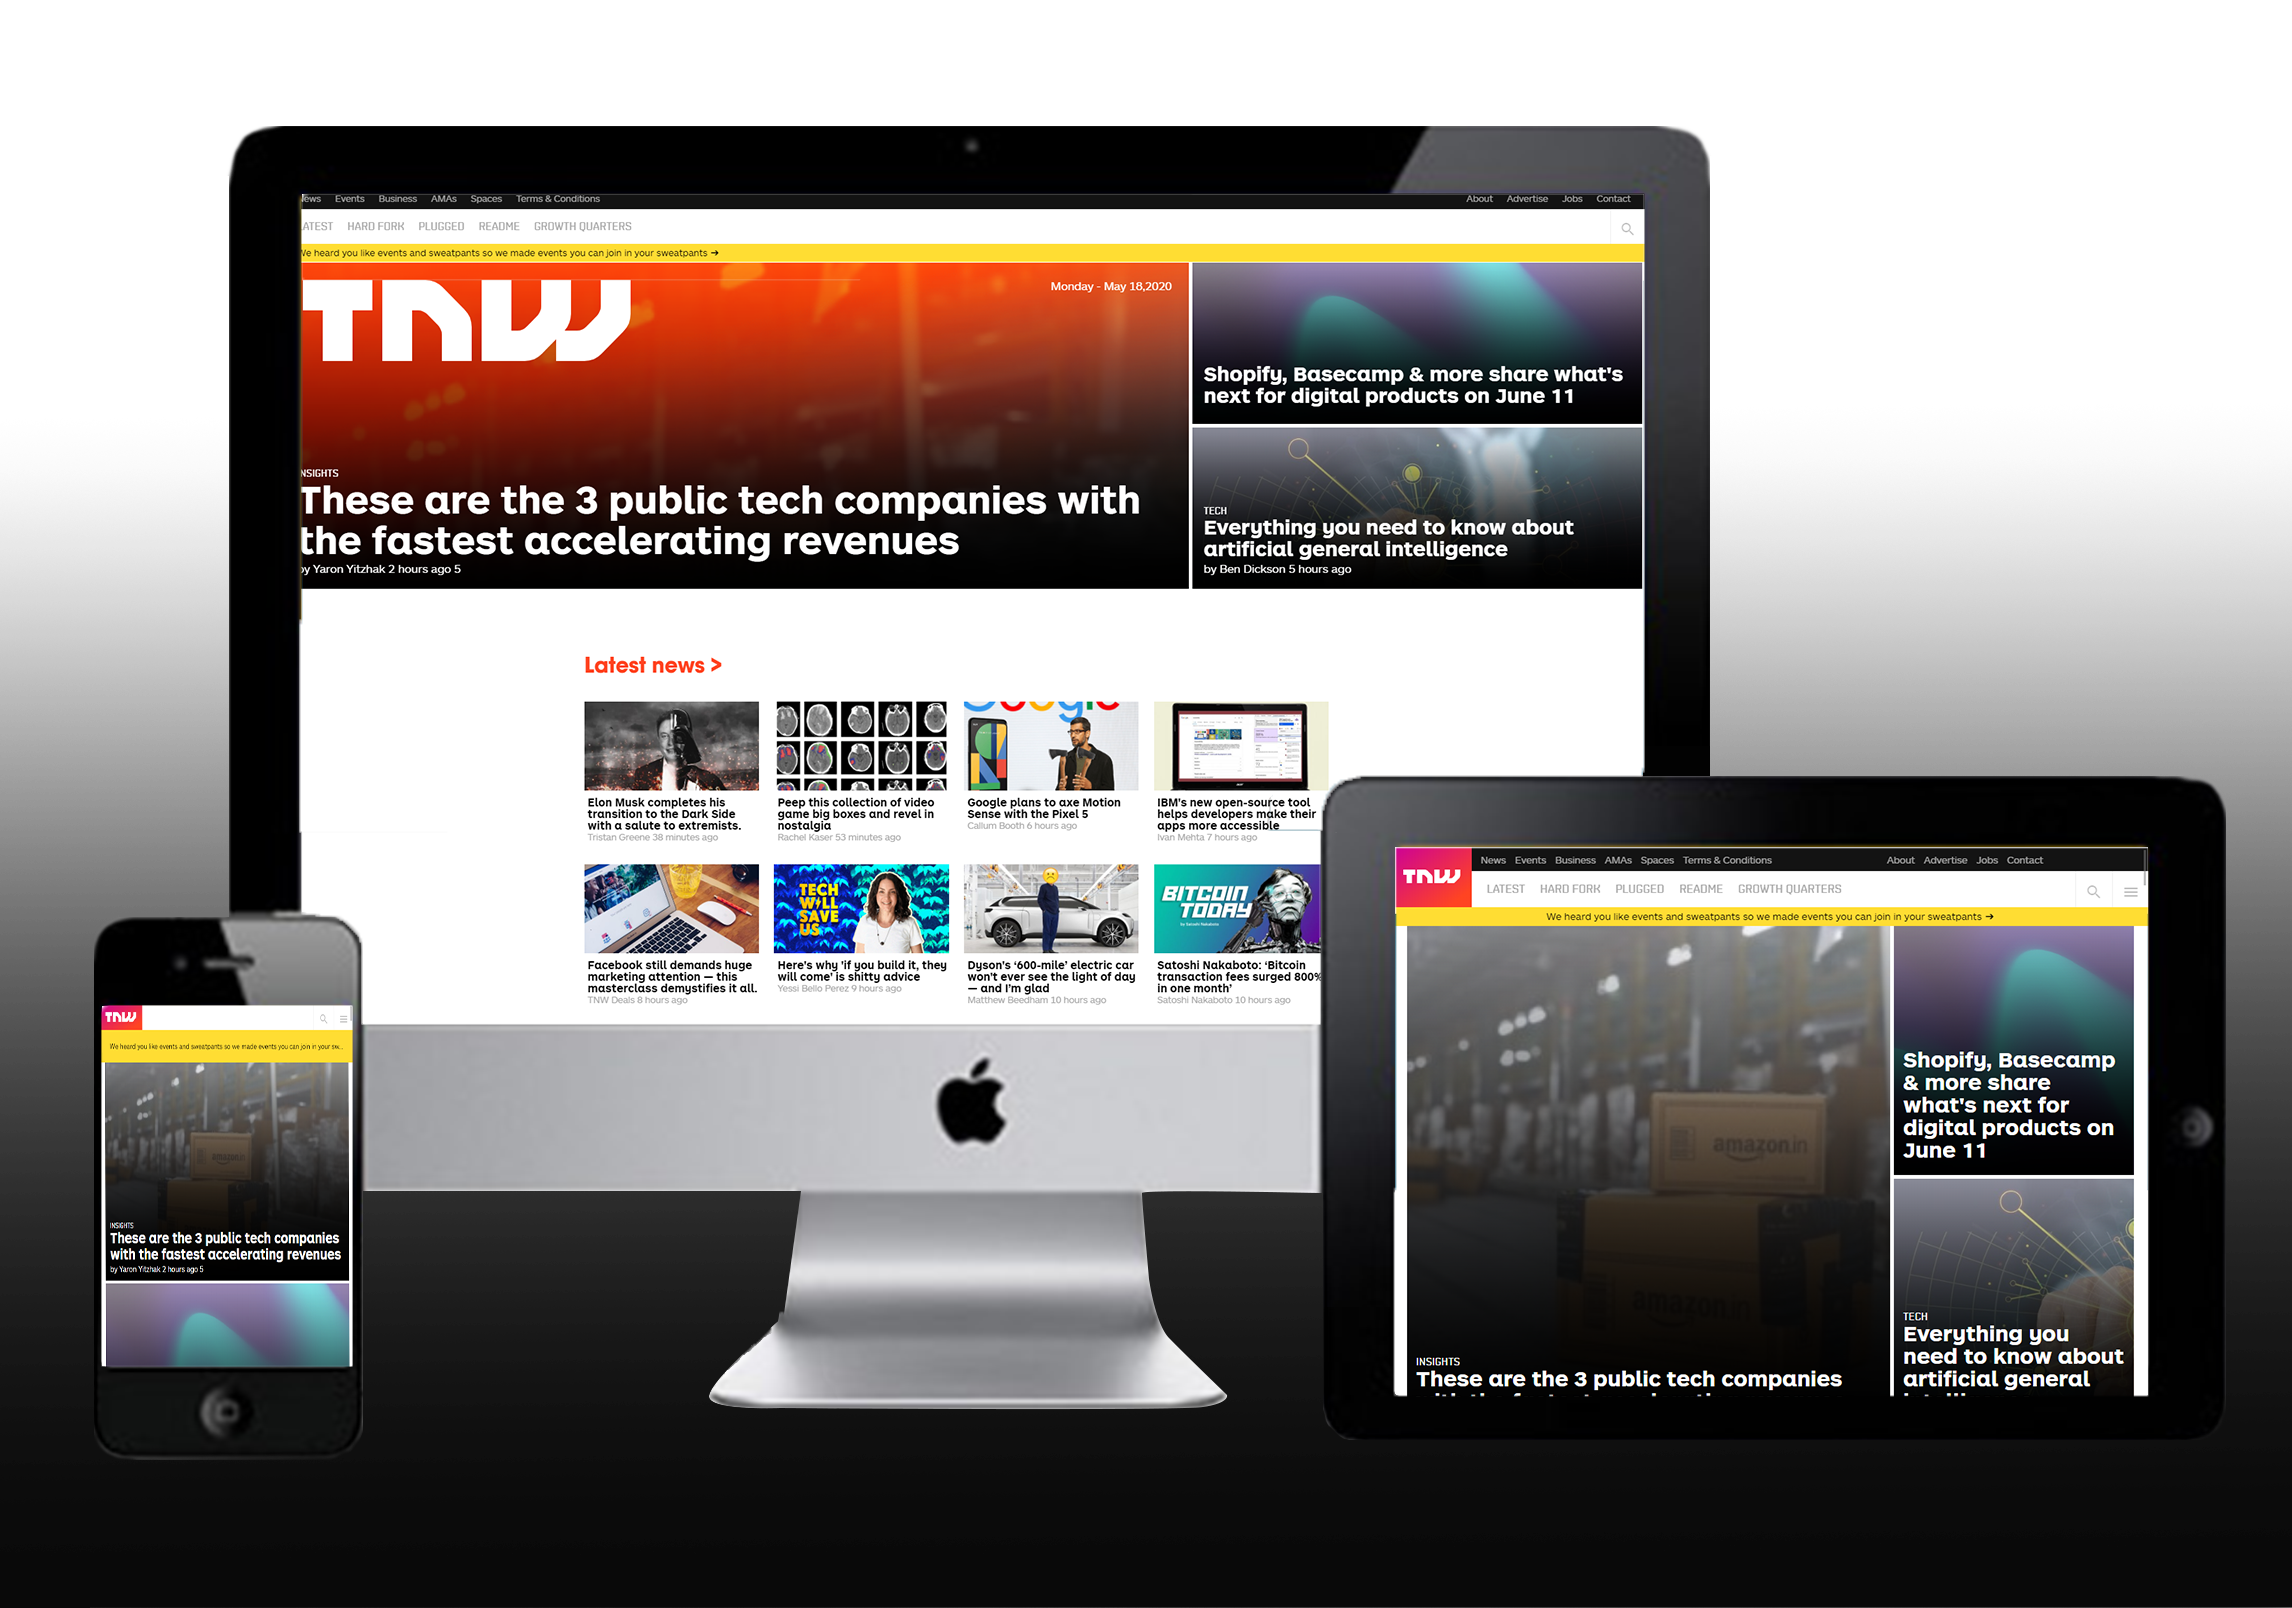 ews Events Business AMAs Spaces Terms & Conditions About Advertise Jobs Contact
ATEST HARD FORK PLUGGED README GROWTH QUARTERS
We heard you like events and sweatpants so we made events you can join in your sweatpants →
TNW
Monday - May 18,2020
NSIGHTS
These are the 3 public tech companies with
the fastest accelerating revenues
by Yaron Yitzhak 2 hours ago 5
Shopify, Basecamp & more share what's
next for digital products on June 11
TECH
Everything you need to know about
artificial general intelligence
by Ben Dickson 5 hours ago
Latest news >
Google
Elon Musk completes his
transition to the Dark Side
with a salute to extremists.
Tristan Greene 38 minutes ago
Peep this collection of video
game big boxes and revel in
nostalgia
Rachel Kaser 53 minutes ago
Google plans to axe Motion
Sense with the Pixel 5
Callum Booth 6 hours ago
IBM's new open-source tool
helps developers make their
apps more accessible
Ivan Mehta 7 hours ago
TECH
WILL
SAVE
US
BITCOIN
TODAY
by Satoshi Nakaboto
Facebook still demands huge
marketing attention — this
masterclass demystifies it all.
TNW Deals 8 hours ago
Here's why 'if you build it, they
will come' is shitty advice
Yessi Bello Perez 9 hours ago
Dyson's '600-mile' electric car
won't ever see the light of day
— and I'm glad
Matthew Beedham 10 hours ago
Satoshi Nakaboto: 'Bitcoin
transaction fees surged 800%
in one month'
Satoshi Nakaboto 10 hours ago
TNW
We heard you like events and sweatpants so we made events you can join in your sw...
amazon.in
INSIGHTS
These are the 3 public tech companies
with the fastest accelerating revenues
by Yaron Yitzhak 2 hours ago 5
TNW
News Events Business AMAs Spaces Terms & Conditions About Advertise Jobs Contact
LATEST HARD FORK PLUGGED README GROWTH QUARTERS
We heard you like events and sweatpants so we made events you can join in your sweatpants →
amazon.in
amazon.in
INSIGHTS
These are the 3 public tech companies
Shopify, Basecamp
& more share
what's next for
digital products on
June 11
TECH
Everything you
need to know about
artificial general